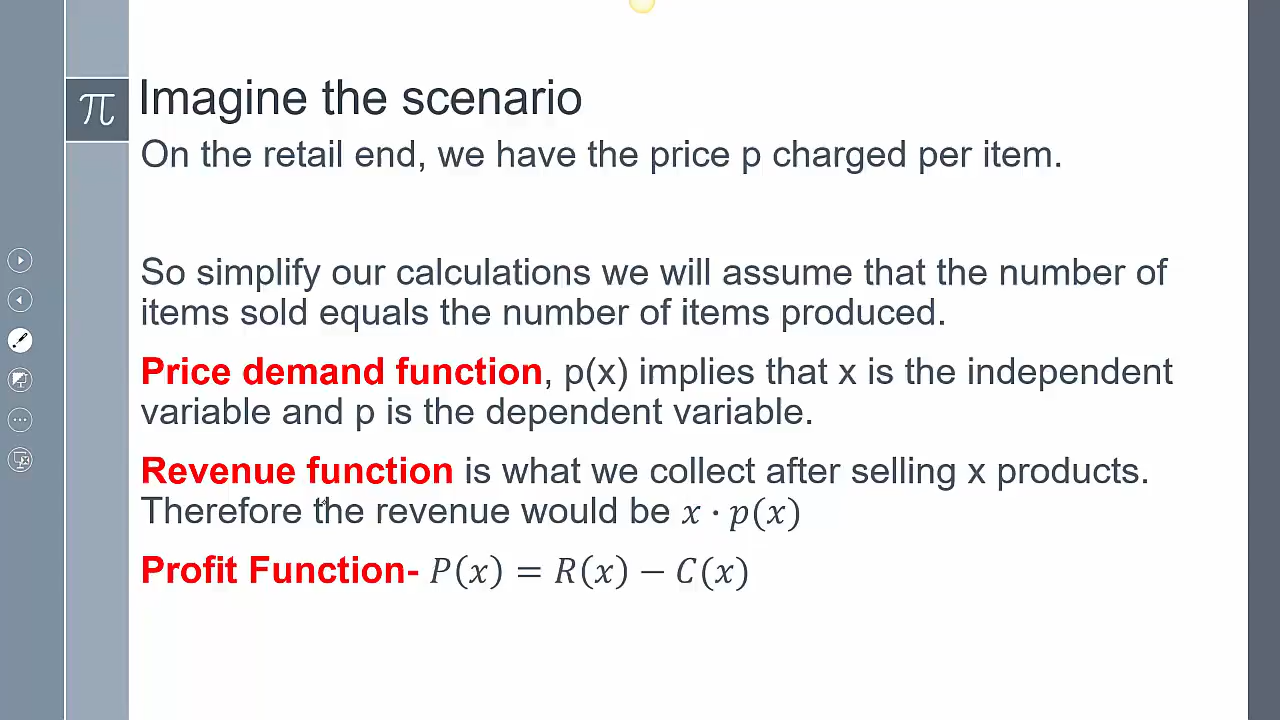 π
Imagine the scenario
On the retail end, we have the price p charged per item.
So simplify our calculations we will assume that the number of
items sold equals the number of items produced.
Price demand function, p(x) implies that x is the independent
variable and p is the dependent variable.
Revenue function is what we collect after selling x products.
Therefore the revenue would be 𝑥 · 𝑝(𝑥)
Profit Function- 𝑃(𝑥) = 𝑅(𝑥) − 𝐶(𝑥)